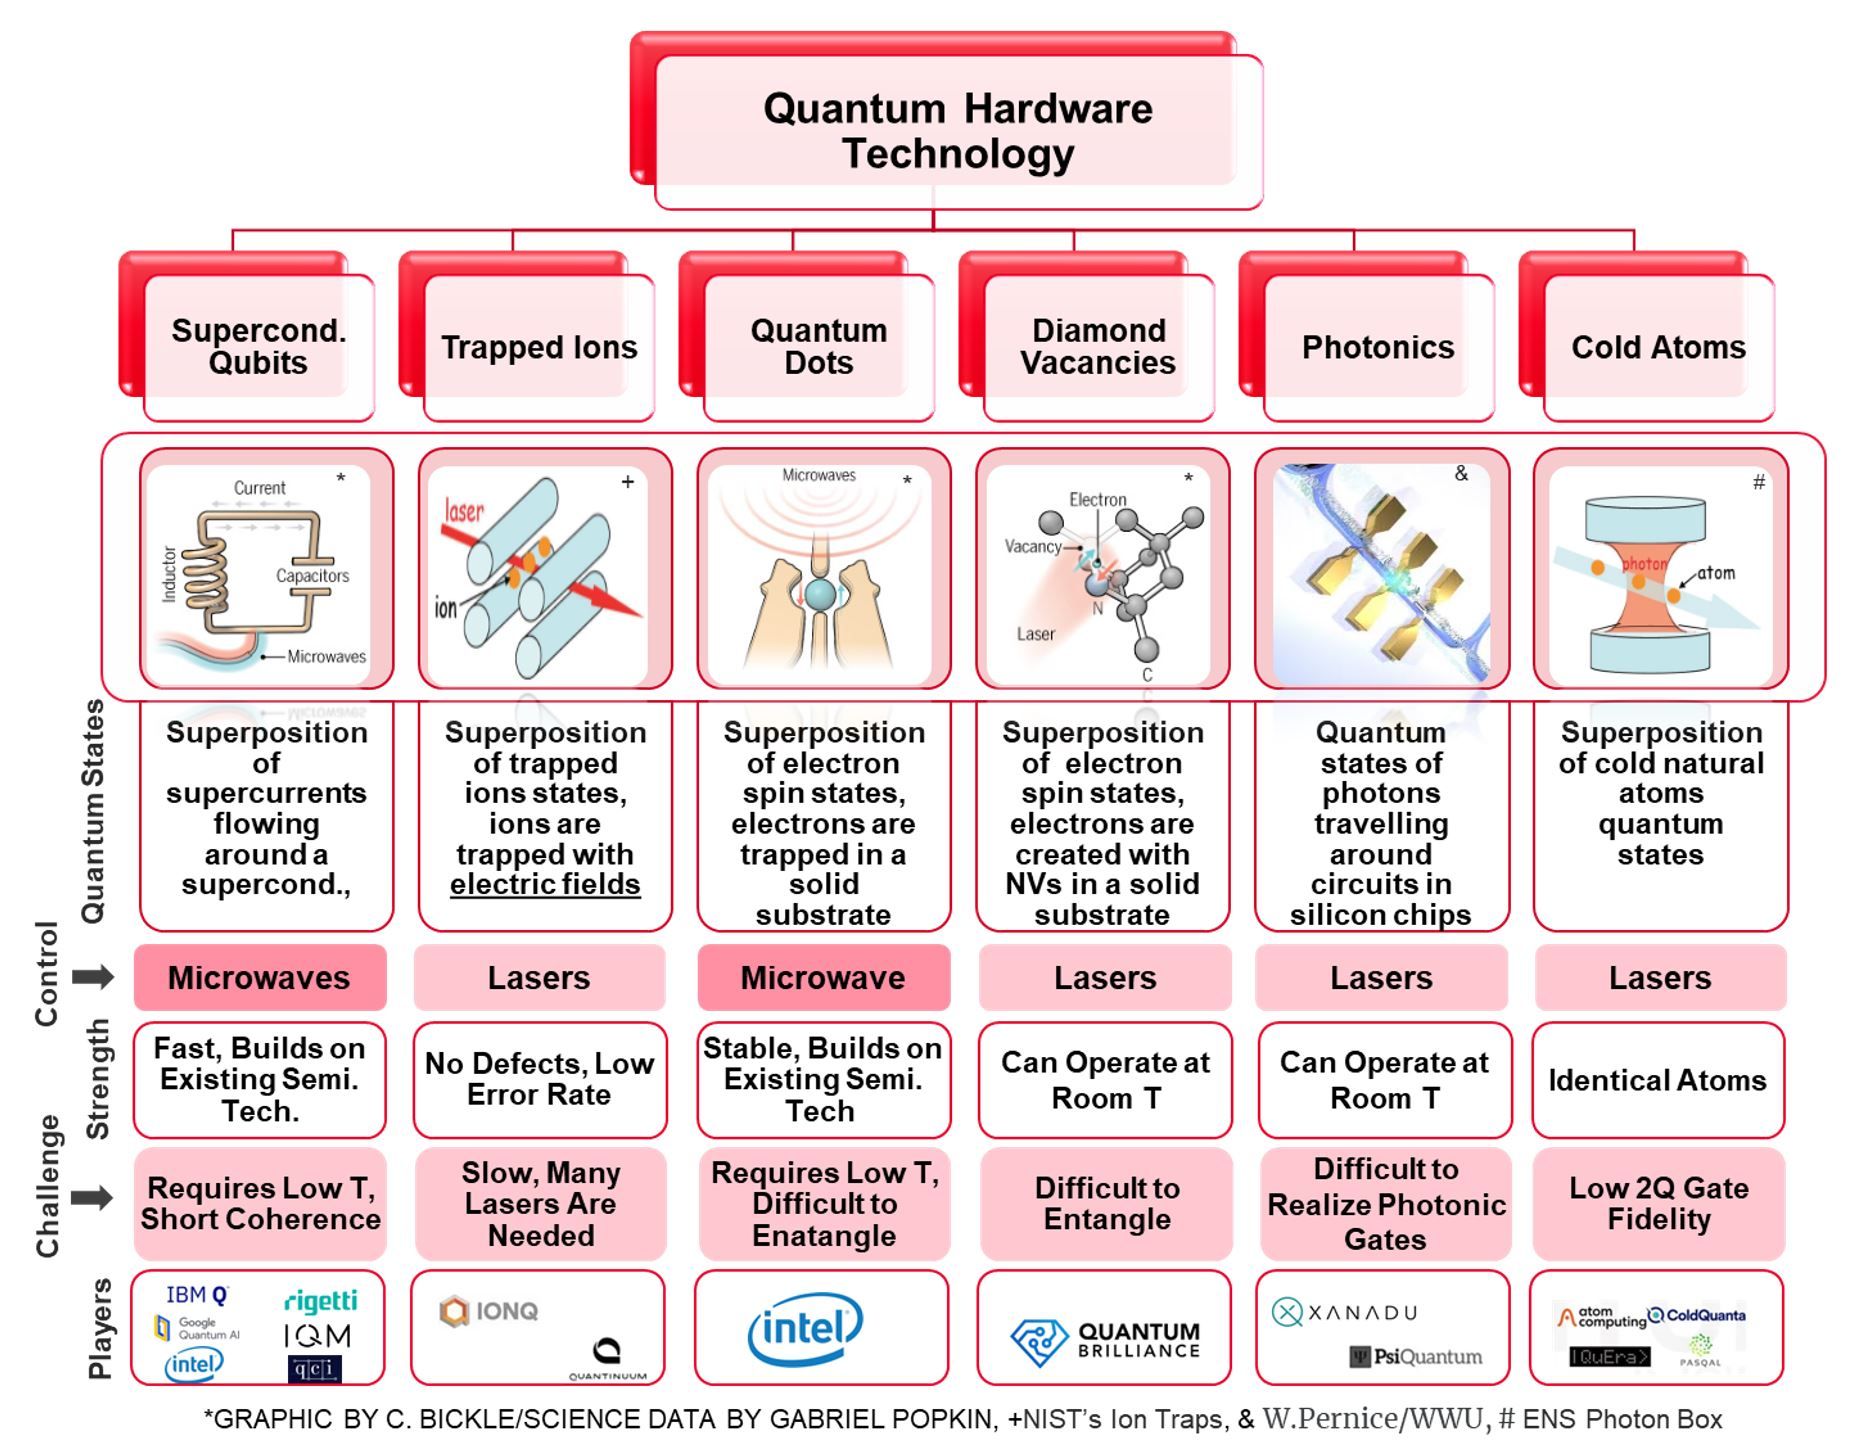 Quantum Hardware
Technology
Supercond.
Qubits
Trapped Ions
Quantum
Dots
Diamond
Vacancies
Photonics
Cold Atoms
*
Current
Inductor
Capacitors
Microwaves
+
laser
ion
Microwaves
*
*
Electron
Vacancy
N
Laser
C
&
#
photon
atom
Quantum States
Superposition
of
supercurrents
flowing
around a
supercond.,
Superposition
of trapped
ions states,
ions are
trapped with
electric fields
Superposition
of electron
spin states,
electrons are
trapped in a
solid
substrate
Superposition
of electron
spin states,
electrons are
created with
NVs in a solid
substrate
Quantum
states of
photons
travelling
around
circuits in
silicon chips
Superposition
of cold natural
atoms
quantum
states
Control
Microwaves
Lasers
Microwave
Lasers
Lasers
Lasers
Strength
Fast, Builds on
Existing Semi.
Tech.
No Defects, Low
Error Rate
Stable, Builds on
Existing Semi.
Tech
Can Operate at
Room T
Can Operate at
Room T
Identical Atoms
Challenge
Requires Low T,
Short Coherence
Slow, Many
Lasers Are
Needed
Requires Low T,
Difficult to
Enatangle
Difficult to
Entangle
Difficult to
Realize Photonic
Gates
Low 2Q Gate
Fidelity
Players
IBM Q
rigetti
Google
Quantum AI
IQM
intel
qci
IONQ
QUANTINUUM
intel
QUANTUM
BRILLIANCE
XANADU
PsiQuantum
atom
computing
ColdQuanta
QuEra>
PASQAL
*GRAPHIC BY C. BICKLE/SCIENCE DATA BY GABRIEL POPKIN, +NIST's Ion Traps, & W.Pernice/WWU, # ENS Photon Box